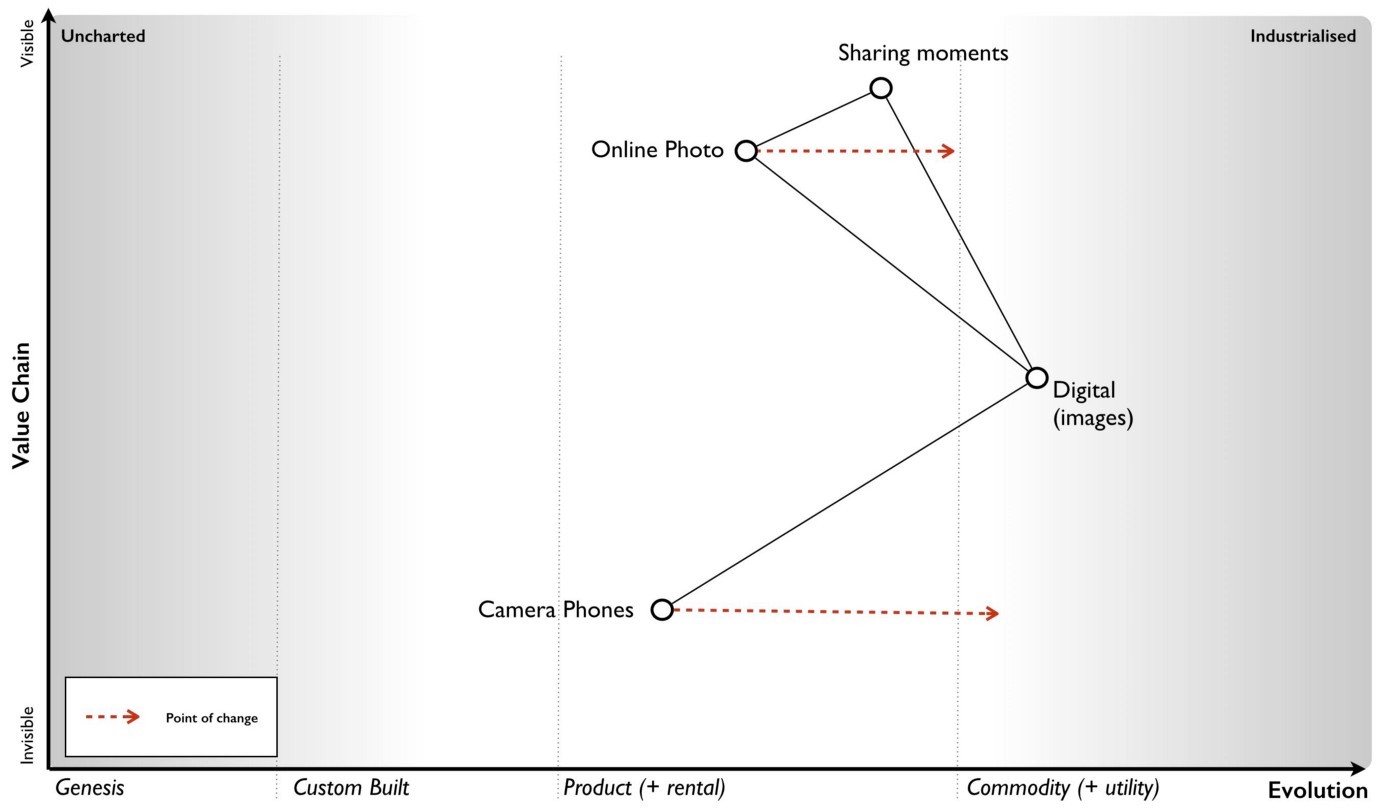 Visible
Uncharted
Industrialised
Sharing moments
Online Photo
Value Chain
Digital
(images)
Camera Phones
Point of change
Invisible
Genesis
Custom Built
Product (+ rental)
Commodity (+ utility)
Evolution